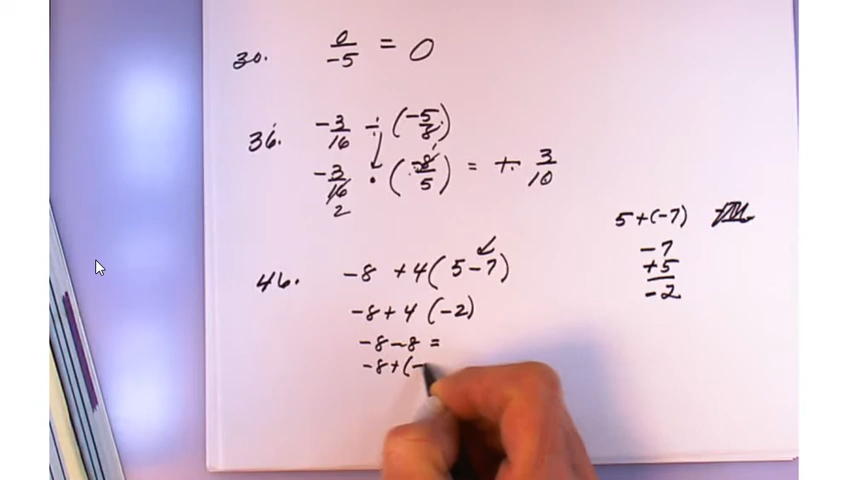 30. 0/-5 = 0
36. -3/16 ÷ (-5/8)
-3/16 · (-8/5) = + 3/10
1
2
46. -8 + 4(5-7)
-8 + 4(-2)
-8 - 8 =
-8 + (-
5 + (-7)
-7
+5
-2